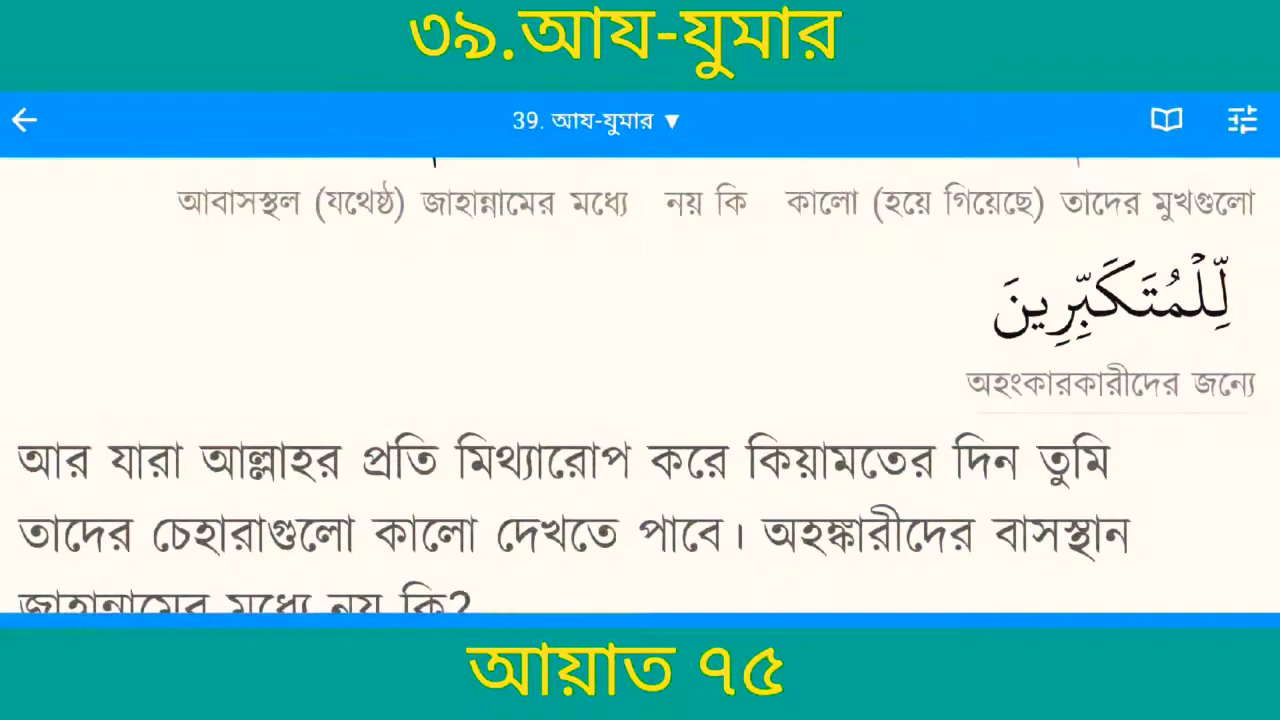 ৩৯.আয-যুমার
39. আয-যুমার ▼
আবাসস্থল (যথেষ্ঠ) জাহান্নামের মধ্যে নয় কি কালো (হয়ে গিয়েছে) তাদের মুখগুলো
لِّلْمُتَكَبِّرِينَ
অহংকারকারীদের জন্যে
আর যারা আল্লাহর প্রতি মিথ্যারোপ করে কিয়ামতের দিন তুমি
তাদের চেহারাগুলো কালো দেখতে পাবে। অহঙ্কারীদের বাসস্থান
জাহান্নামের মধ্যে নয় কি?
আয়াত ৭৫